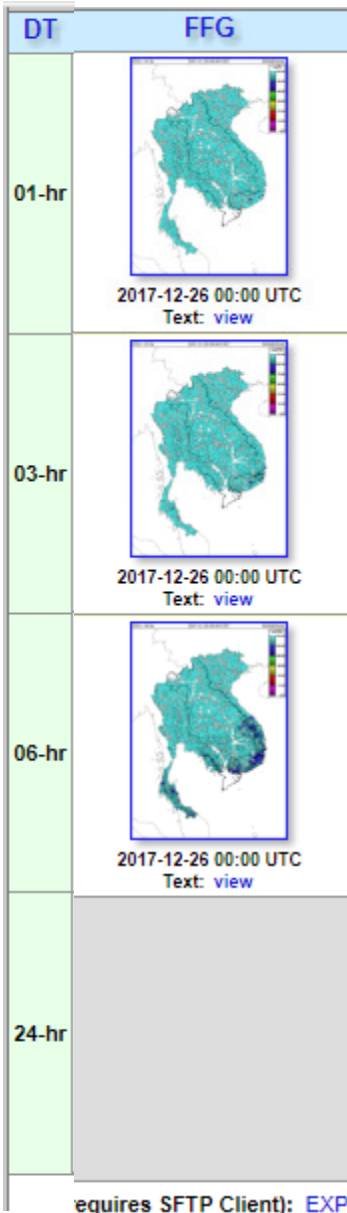 DT FFG
01-hr
2017-12-26 00:00 UTC
Text: view
03-hr
2017-12-26 00:00 UTC
Text: view
06-hr
2017-12-26 00:00 UTC
Text: view
24-hr
equires SFTP Client): EXP